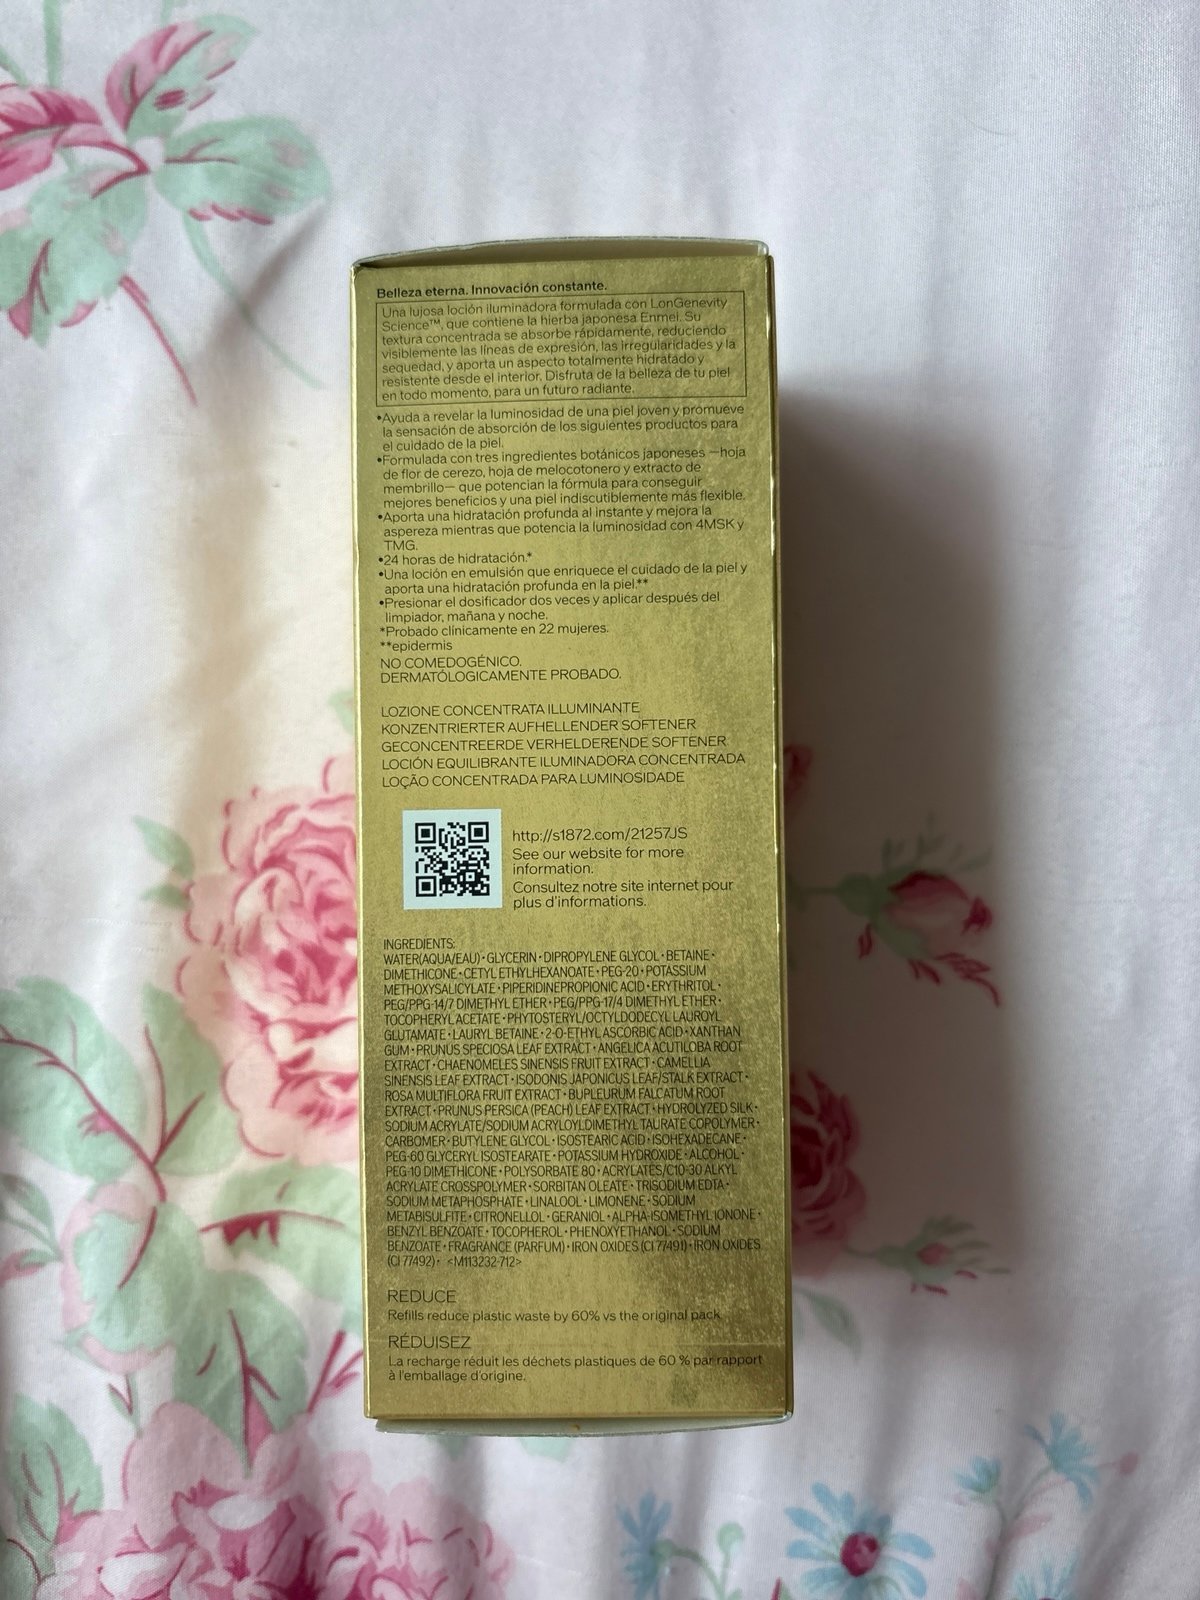 Belleza eterna. Innovación constante.
Una lujosa loción iluminadora formulada con LonGenevity
Science™, que contiene la hierba japonesa Enmei. Su
textura concentrada se absorbe rápidamente, reduciendo
visiblemente las líneas de expresión, las irregularidades y la
sequedad, y aporta un aspecto totalmente hidratado y
resistente desde el interior. Disfruta de la belleza de tu piel
en todo momento, para un futuro radiante.
•Ayuda a revelar la luminosidad de una piel joven y promueve
la sensación de absorción de los siguientes productos para
el cuidado de la piel.
•Formulada con tres ingredientes botánicos japoneses —hoja
de flor de cerezo, hoja de melocotonero y extracto de
membrillo— que potencian la fórmula para conseguir
mejores beneficios y una piel indiscutiblemente más flexible.
•Aporta una hidratación profunda al instante y mejora la
aspereza mientras que potencia la luminosidad con 4MSK y
TMG.
•24 horas de hidratación.*
•Una loción en emulsión que enriquece el cuidado de la piel y
aporta una hidratación profunda en la piel.**
•Presionar el dosificador dos veces y aplicar después del
limpiador, mañana y noche.
*Probado clínicamente en 22 mujeres.
**epidermis
NO COMEDOGÉNICO.
DERMATÓLOGICAMENTE PROBADO.
LOZIONE CONCENTRATA ILLUMINANTE
KONZENTRIERTER AUFHELLENDER SOFTENER
GECONCENTREERDE VERHELDERENDE SOFTENER
LOCIÓN EQUILIBRANTE ILUMINADORA CONCENTRADA
LOÇÃO CONCENTRADA PARA LUMINOSIDADE
http://s1872.com/21257JS
See our website for more
information.
Consultez notre site internet pour
plus d'informations.
INGREDIENTS:
WATER(AQUA/EAU)・GLYCERIN・DIPROPYLENE GLYCOL・BETAINE・
DIMETHICONE・CETYL ETHYLHEXANOATE・PEG-20・POTASSIUM
METHOXYSALICYLATE・PIPERIDINEPROPIONIC ACID・ERYTHRITOL・
PEG/PPG-14/7 DIMETHYL ETHER・PEG/PPG-17/4 DIMETHYL ETHER・
TOCOPHERYL ACETATE・PHYTOSTERYL/OCTYLDODECYL LAUROYL
GLUTAMATE・LAURYL BETAINE・2-O-ETHYL ASCORBIC ACID・XANTHAN
GUM・PRUNUS SPECIOSA LEAF EXTRACT・ANGELICA ACUTILOBA ROOT
EXTRACT・CHAENOMELES SINENSIS FRUIT EXTRACT・CAMELLIA
SINENSIS LEAF EXTRACT・ISODONIS JAPONICUS LEAF/STALK EXTRACT・
ROSA MULTIFLORA FRUIT EXTRACT・BUPLEURUM FALCATUM ROOT
EXTRACT・PRUNUS PERSICA (PEACH) LEAF EXTRACT・HYDROLYZED SILK・
SODIUM ACRYLATE/SODIUM ACRYLOYLDIMETHYL TAURATE COPOLYMER・
CARBOMER・BUTYLENE GLYCOL・ISOSTEARIC ACID・ISOHEXADECANE・
PEG-60 GLYCERYL ISOSTEARATE・POTASSIUM HYDROXIDE・ALCOHOL・
PEG-10 DIMETHICONE・POLYSORBATE 80・ACRYLATES/C10-30 ALKYL
ACRYLATE CROSSPOLYMER・SORBITAN OLEATE・TRISODIUM EDTA・
SODIUM METAPHOSPHATE・LINALOOL・LIMONENE・SODIUM
METABISULFITE・CITRONELLOL・GERANIOL・ALPHA-ISOMETHYL IONONE・
BENZYL BENZOATE・TOCOPHEROL・PHENOXYETHANOL・SODIUM
BENZOATE・FRAGRANCE (PARFUM)・IRON OXIDES (CI 77491)・IRON OXIDES
(CI 77492)・ <M113232-712>
REDUCE
Refills reduce plastic waste by 60% vs the original pack
RÉDUISEZ
La recharge réduit les déchets plastiques de 60 % par rapport
à l'emballage d'origine.